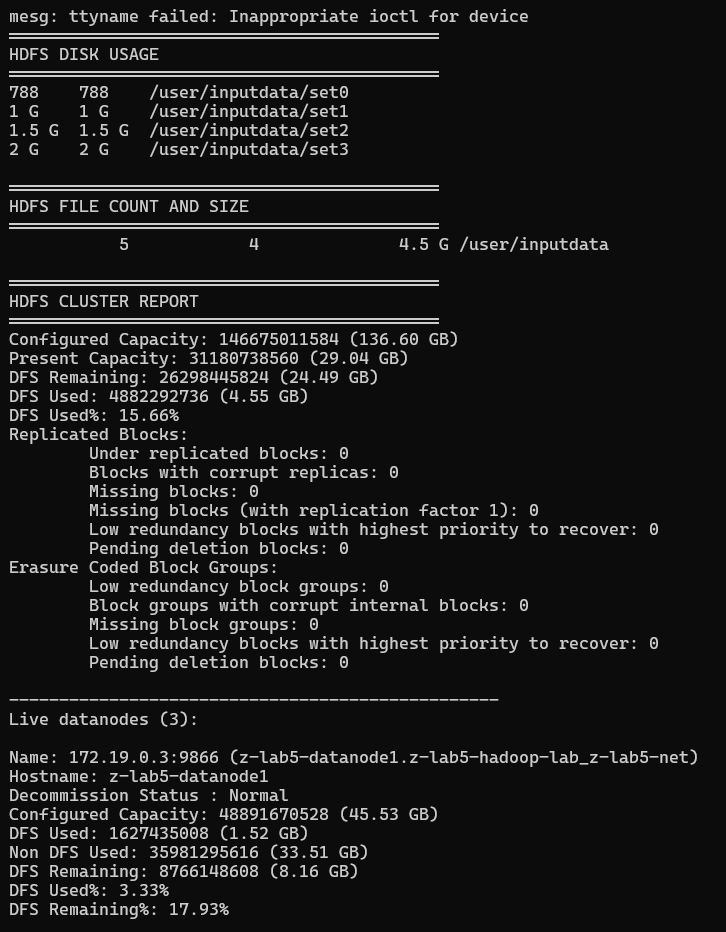 mesg: ttyname failed: Inappropriate ioctl for device
═══════════════════════════════════════════
HDFS DISK USAGE
═══════════════════════════════════════════
788    788    /user/inputdata/set0
1 G    1 G    /user/inputdata/set1
1.5 G  1.5 G  /user/inputdata/set2
2 G    2 G    /user/inputdata/set3
═══════════════════════════════════════════
HDFS FILE COUNT AND SIZE
═══════════════════════════════════════════
           5            4              4.5 G /user/inputdata
═══════════════════════════════════════════
HDFS CLUSTER REPORT
═══════════════════════════════════════════
Configured Capacity: 146675011584 (136.60 GB)
Present Capacity: 31180738560 (29.04 GB)
DFS Remaining: 26298445824 (24.49 GB)
DFS Used: 4882292736 (4.55 GB)
DFS Used%: 15.66%
Replicated Blocks:
        Under replicated blocks: 0
        Blocks with corrupt replicas: 0
        Missing blocks: 0
        Missing blocks (with replication factor 1): 0
        Low redundancy blocks with highest priority to recover: 0
        Pending deletion blocks: 0
Erasure Coded Block Groups:
        Low redundancy block groups: 0
        Block groups with corrupt internal blocks: 0
        Missing block groups: 0
        Low redundancy blocks with highest priority to recover: 0
        Pending deletion blocks: 0
-------------------------------------------------
Live datanodes (3):
Name: 172.19.0.3:9866 (z-lab5-datanode1.z-lab5-hadoop-lab_z-lab5-net)
Hostname: z-lab5-datanode1
Decommission Status : Normal
Configured Capacity: 48891670528 (45.53 GB)
DFS Used: 1627435008 (1.52 GB)
Non DFS Used: 35981295616 (33.51 GB)
DFS Remaining: 8766148608 (8.16 GB)
DFS Used%: 3.33%
DFS Remaining%: 17.93%